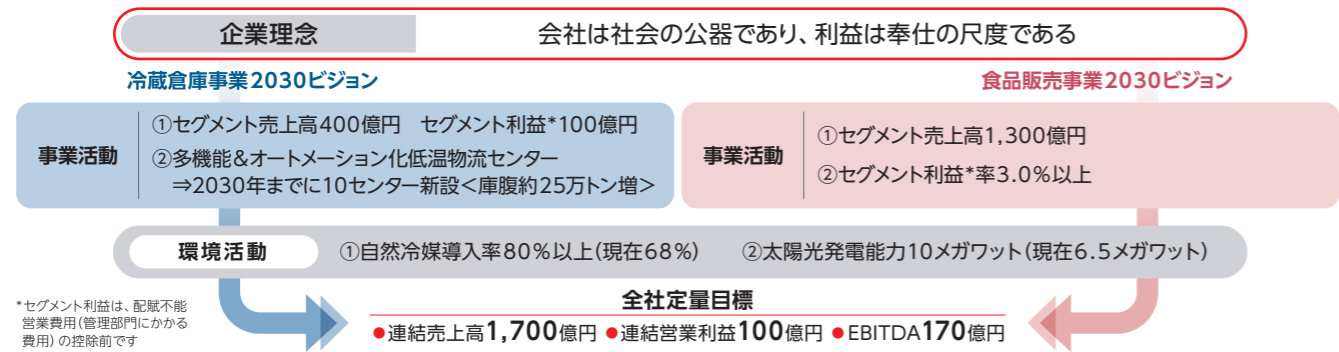 企業理念 会社は社会の公器であり、利益は奉仕の尺度である
冷蔵倉庫事業2030ビジョン
事業活動
①セグメント売上高400億円 セグメント利益*100億円
②多機能&オートメーション化低温物流センター
⇒2030年までに10センター新設<庫腹約25万トン増>
食品販売事業2030ビジョン
事業活動
①セグメント売上高1,300億円
②セグメント利益*率3.0%以上
環境活動 ①自然冷媒導入率80%以上(現在68%) ②太陽光発電能力10メガワット(現在6.5メガワット)
*セグメント利益は、配賦不能
営業費用(管理部門にかかる
費用)の控除前です
全社定量目標
●連結売上高1,700億円 ●連結営業利益100億円 ●EBITDA170億円